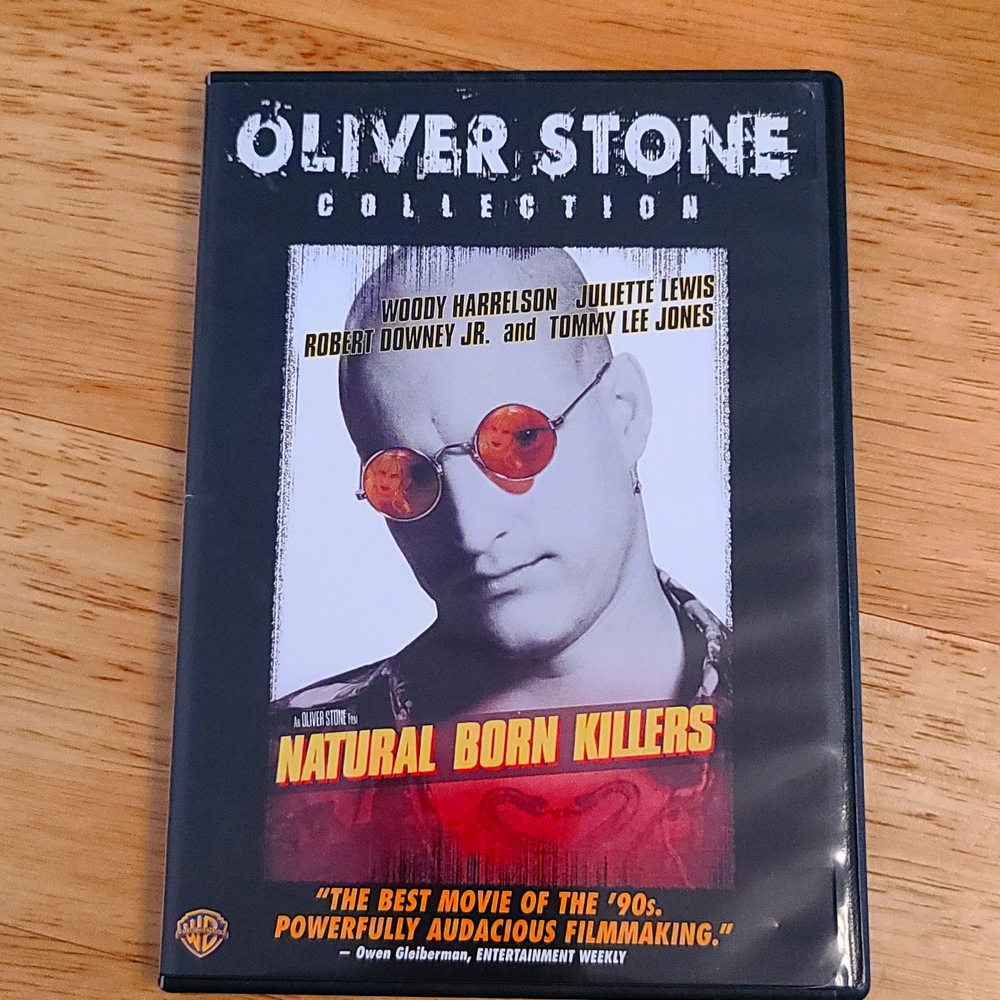 OLIVER STONE
COLLECTION
WOODY HARRELSON JULIETTE LEWIS
ROBERT DOWNEY JR. and TOMMY LEE JONES
An OLIVER STONE Film
NATURAL BORN KILLERS
“THE BEST MOVIE OF THE ’90s.
POWERFULLY AUDACIOUS FILMMAKING.”
— Owen Gleiberman, ENTERTAINMENT WEEKLY
WB